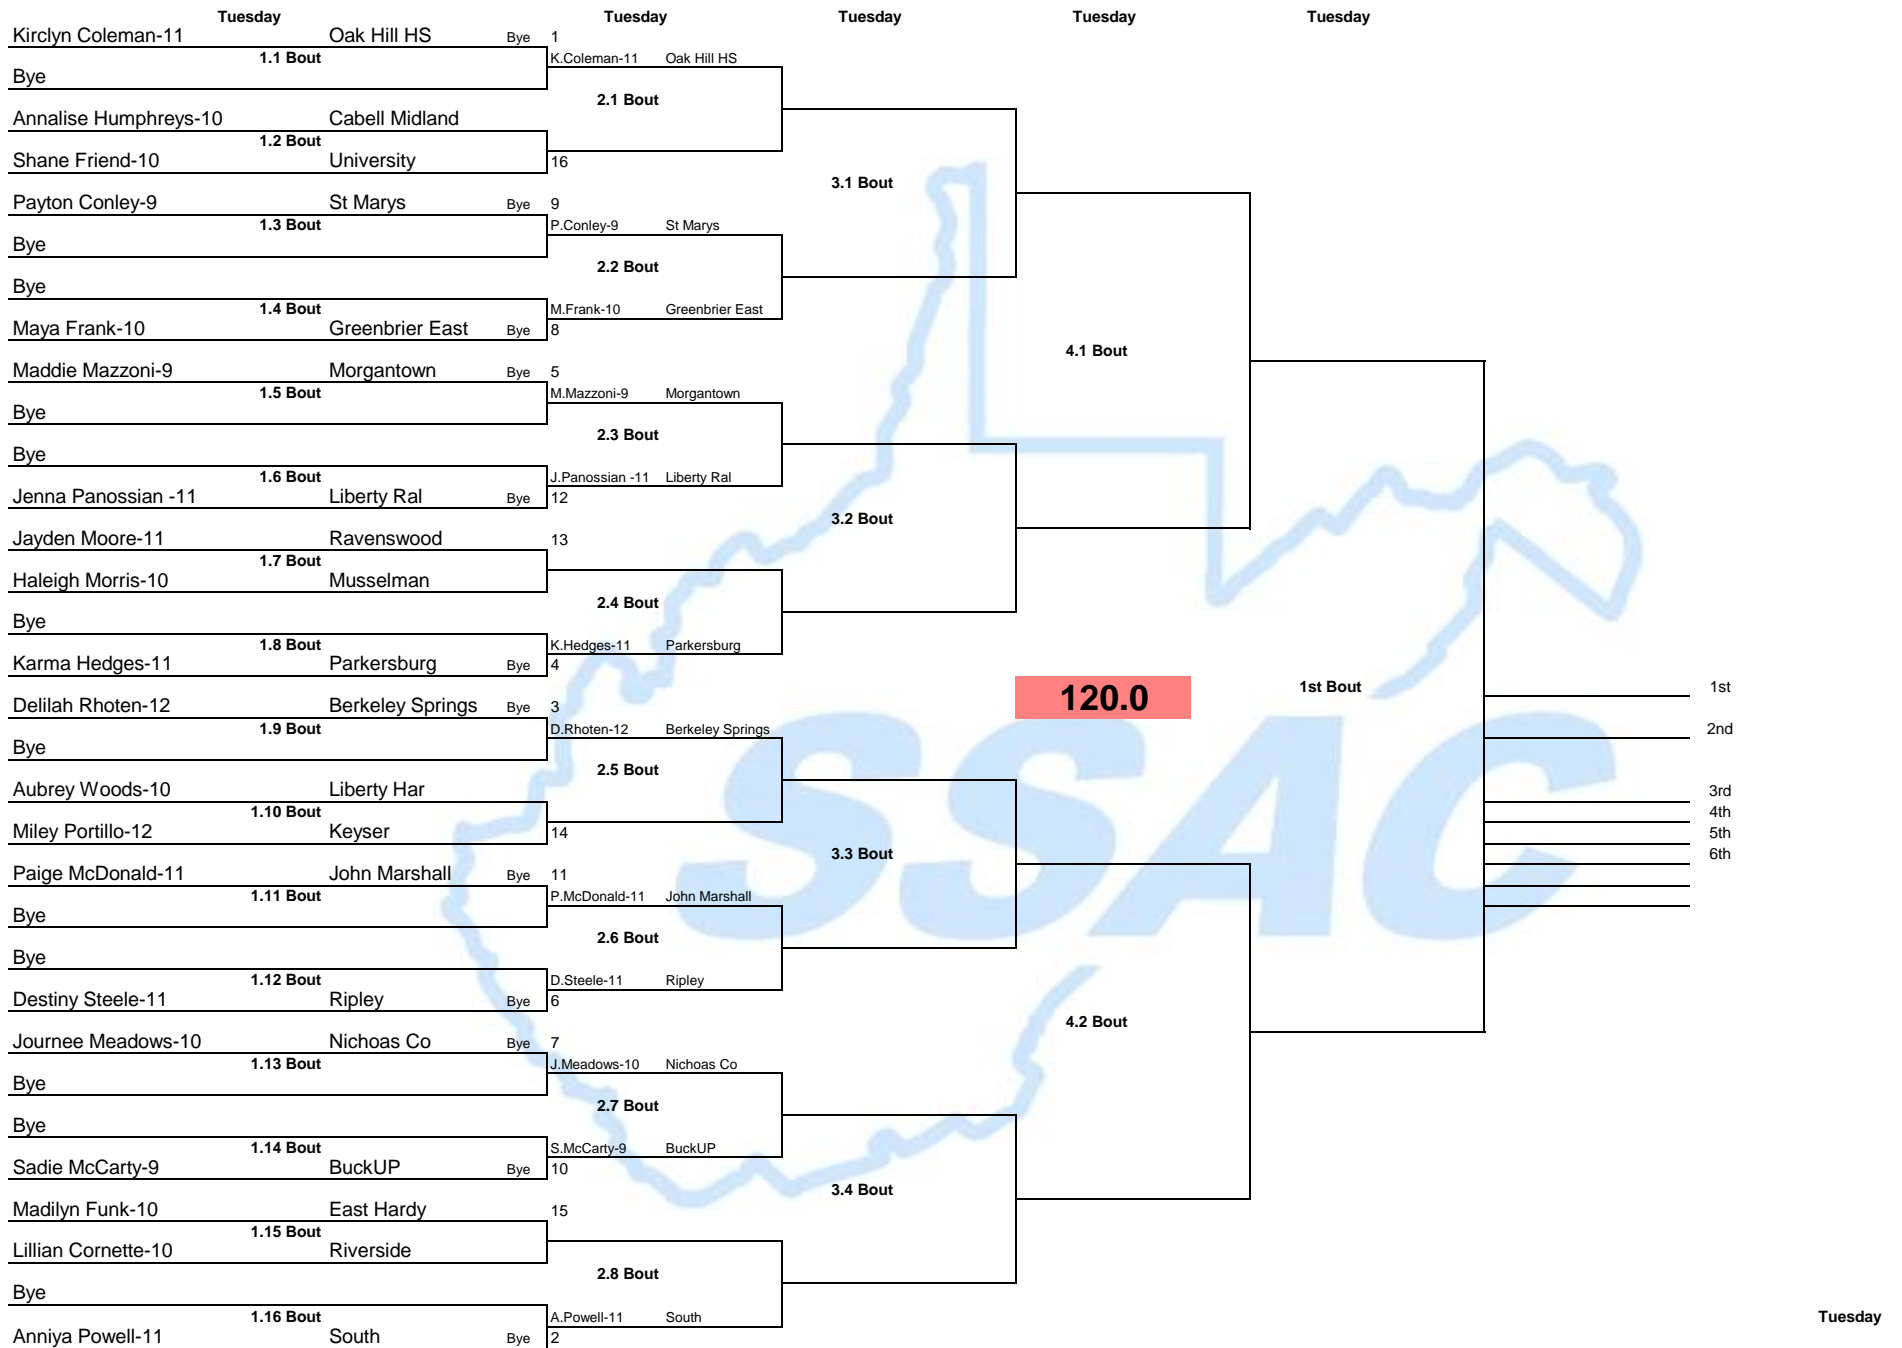 Tuesday Tuesday Tuesday Tuesday Tuesday
Kirclyn Coleman-11 Oak Hill HS Bye 1
1.1 Bout K.Coleman-11 Oak Hill HS
Bye
2.1 Bout
Annalise Humphreys-10 Cabell Midland
1.2 Bout
Shane Friend-10 University 16
3.1 Bout
Payton Conley-9 St Marys Bye 9
1.3 Bout P.Conley-9 St Marys
Bye
2.2 Bout
Bye
1.4 Bout M.Frank-10 Greenbrier East
Maya Frank-10 Greenbrier East Bye 8
4.1 Bout
Maddie Mazzoni-9 Morgantown Bye 5
1.5 Bout M.Mazzoni-9 Morgantown
Bye
2.3 Bout
Bye
1.6 Bout J.Panossian -11 Liberty Ral
Jenna Panossian -11 Liberty Ral Bye 12
3.2 Bout
Jayden Moore-11 Ravenswood 13
1.7 Bout
Haleigh Morris-10 Musselman
2.4 Bout
Bye
1.8 Bout K.Hedges-11 Parkersburg
Karma Hedges-11 Parkersburg Bye 4
120.0 1st Bout 1st
Delilah Rhoten-12 Berkeley Springs Bye 3
1.9 Bout D.Rhoten-12 Berkeley Springs 2nd
Bye
2.5 Bout
Aubrey Woods-10 Liberty Har 3rd
1.10 Bout 4th
Miley Portillo-12 Keyser 14 5th
3.3 Bout 6th
SSAC
Paige McDonald-11 John Marshall Bye 11
1.11 Bout P.McDonald-11 John Marshall
Bye
2.6 Bout
Bye
1.12 Bout D.Steele-11 Ripley
Destiny Steele-11 Ripley Bye 6
4.2 Bout
Journee Meadows-10 Nichoas Co Bye 7
1.13 Bout J.Meadows-10 Nichoas Co
Bye
2.7 Bout
Bye
1.14 Bout S.McCarty-9 BuckUP
Sadie McCarty-9 BuckUP Bye 10
3.4 Bout
Madilyn Funk-10 East Hardy 15
1.15 Bout
Lillian Cornette-10 Riverside
2.8 Bout
Bye
1.16 Bout A.Powell-11 South Tuesday
Anniya Powell-11 South Bye 2